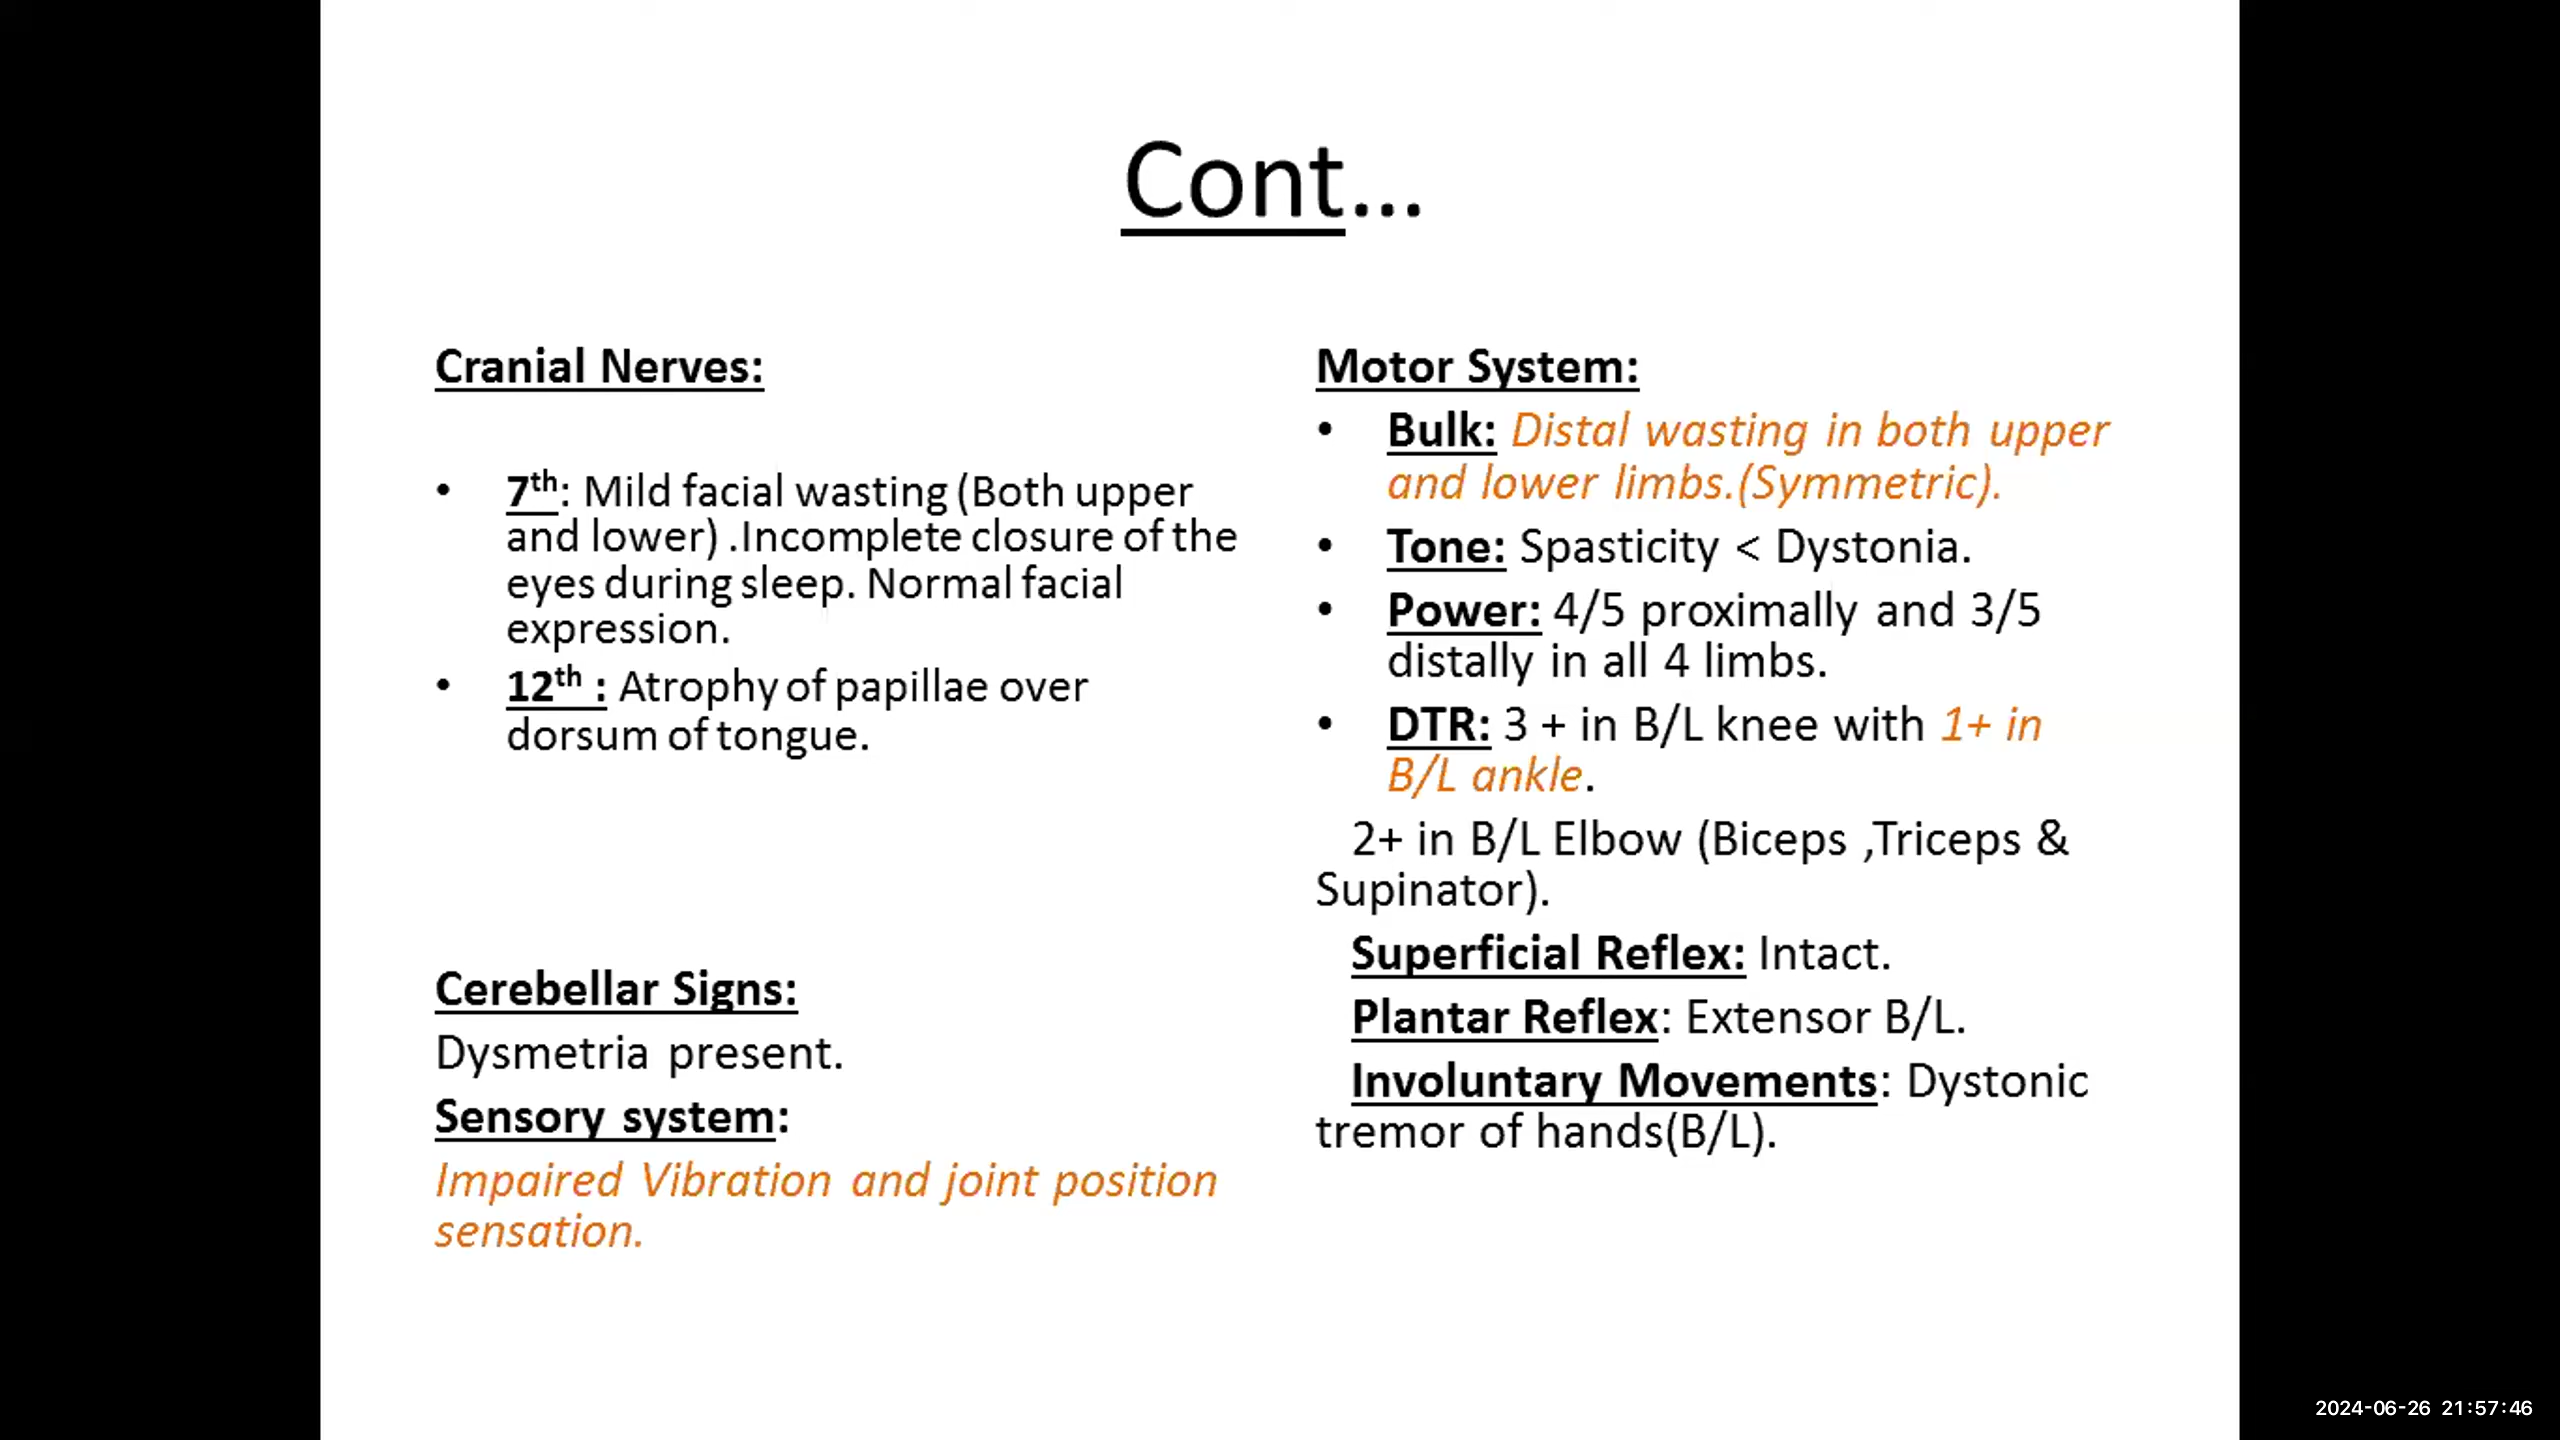 Cont...
Cranial Nerves:
• 7th: Mild facial wasting (Both upper
and lower) .Incomplete closure of the
eyes during sleep. Normal facial
expression.
• 12th : Atrophy of papillae over
dorsum of tongue.
Cerebellar Signs:
Dysmetria present.
Sensory system:
Impaired Vibration and joint position
sensation.
Motor System:
• Bulk: Distal wasting in both upper
and lower limbs.(Symmetric).
• Tone: Spasticity < Dystonia.
• Power: 4/5 proximally and 3/5
distally in all 4 limbs.
• DTR: 3 + in B/L knee with 1+ in
B/L ankle.
2+ in B/L Elbow (Biceps ,Triceps &
Supinator).
Superficial Reflex: Intact.
Plantar Reflex: Extensor B/L.
Involuntary Movements: Dystonic
tremor of hands(B/L).
2024-06-26 21:57:46